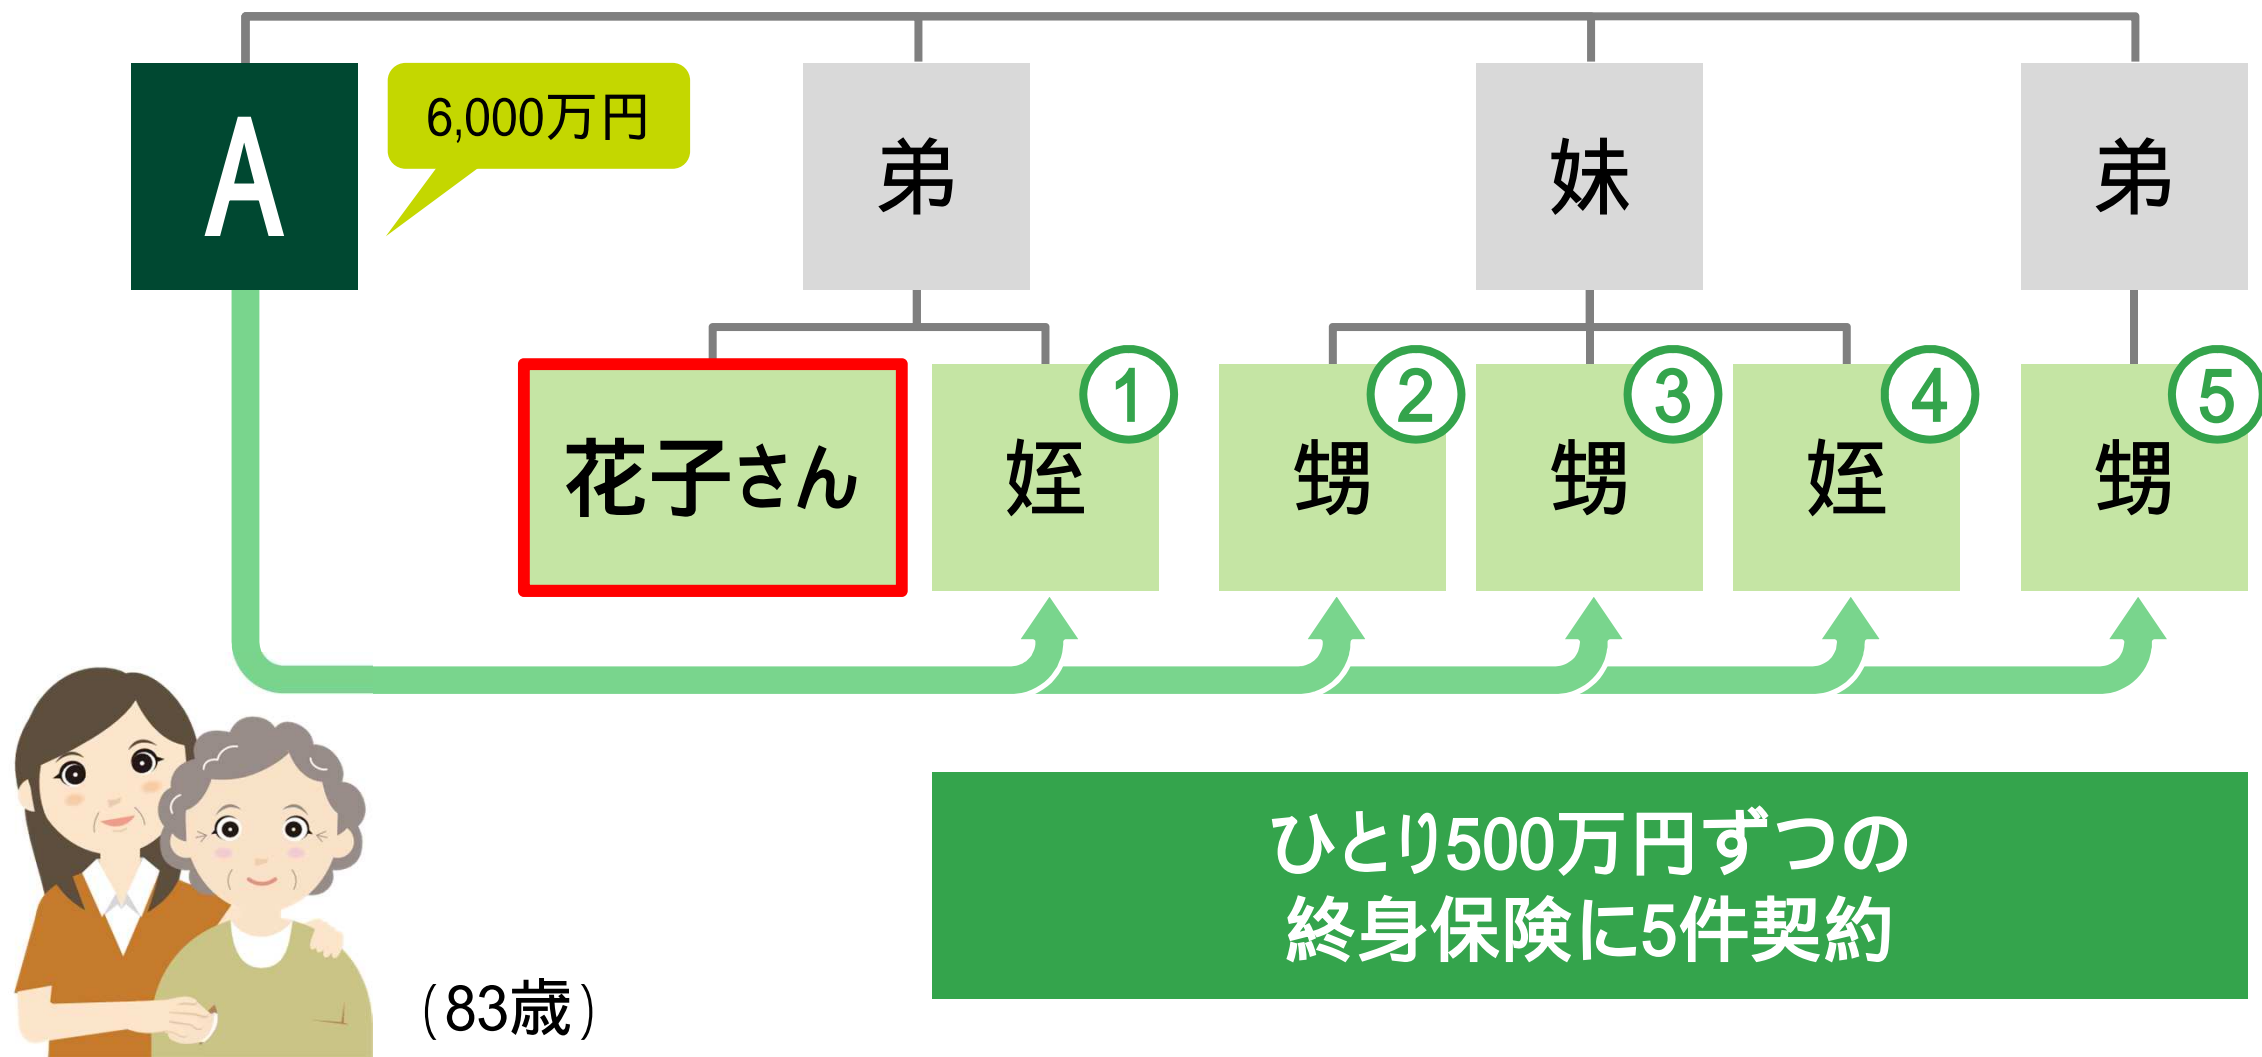 A
6,000万円
弟
妹
弟
花子さん
姪
1
甥
2
甥
3
姪
4
甥
5
ひとり500万円ずつの
終身保険に5件契約
(83歳)